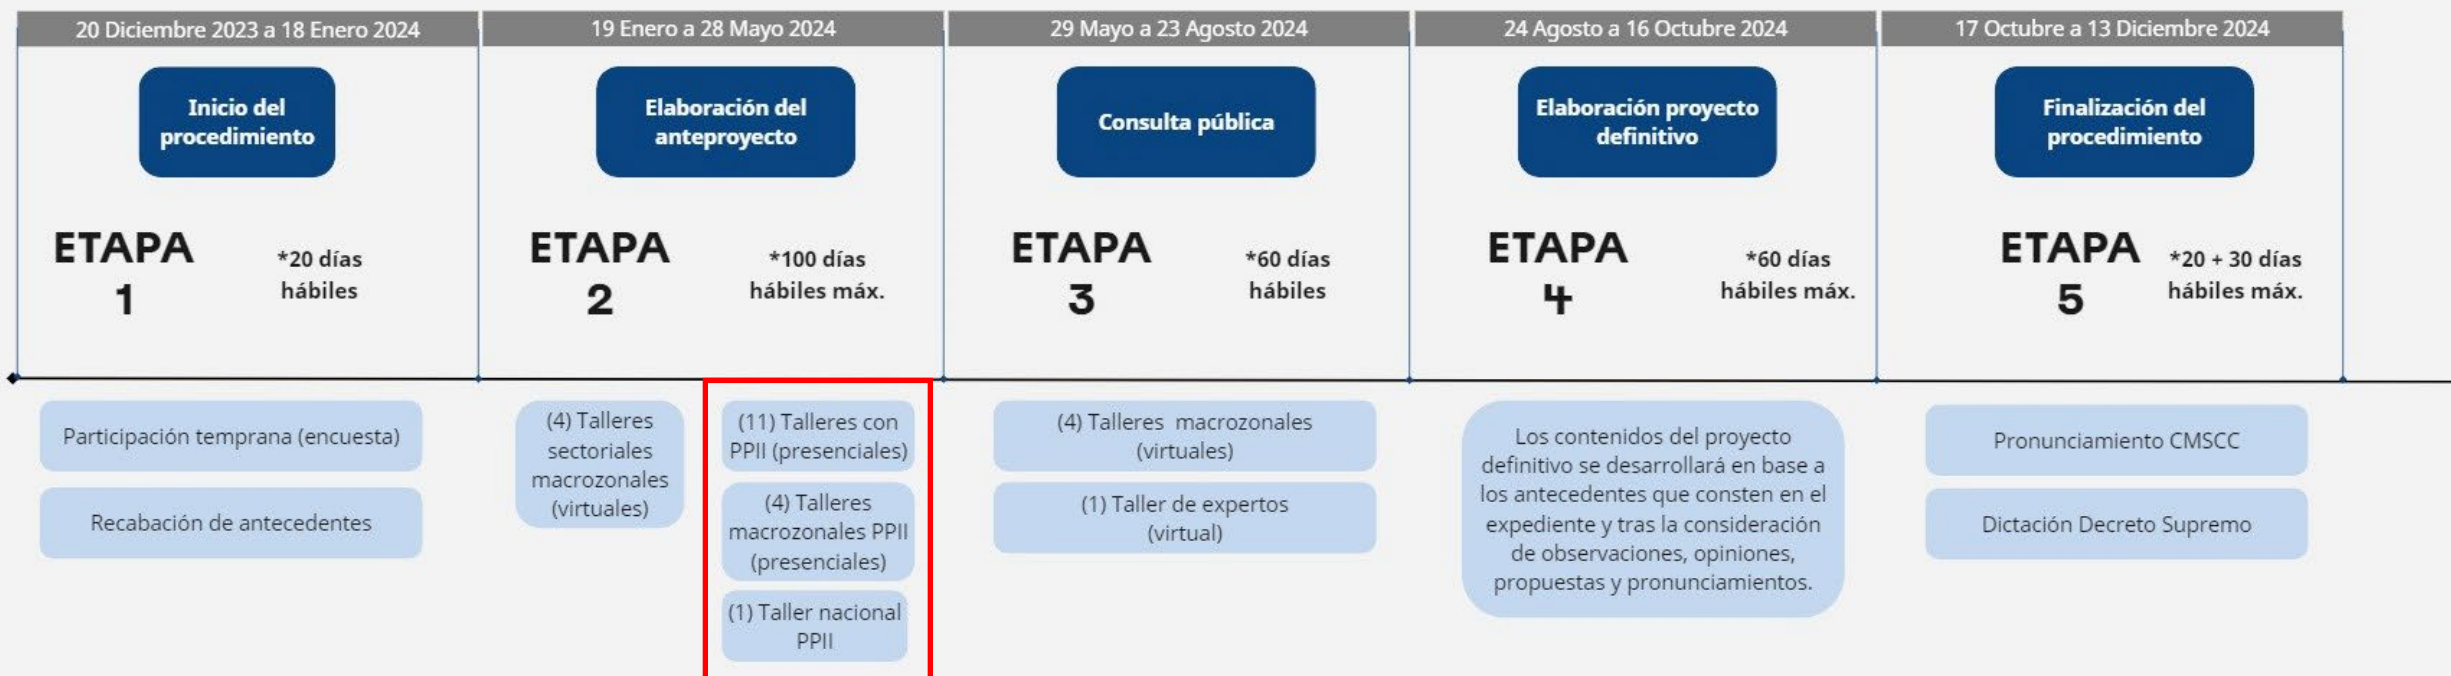 20 Diciembre 2023 a 18 Enero 2024
19 Enero a 28 Mayo 2024
29 Mayo a 23 Agosto 2024
24 Agosto a 16 Octubre 2024
17 Octubre a 13 Diciembre 2024
Inicio del
procedimiento
Elaboración del
anteproyecto
Consulta pública
Elaboración proyecto
definitivo
Finalización del
procedimiento
ETAPA
1
*20 días
hábiles
ETAPA
2
*100 días
hábiles máx.
ETAPA
3
*60 días
hábiles
ETAPA
4
*60 días
hábiles máx.
ETAPA
5
*20 + 30 días
hábiles máx.
Participación temprana (encuesta)
Recabación de antecedentes
(4) Talleres
sectoriales
macrozonales
(virtuales)
(11) Talleres con
PPII (presenciales)
(4) Talleres
macrozonales PPII
(presenciales)
(1) Taller nacional
PPII
(4) Talleres macrozonales
(virtuales)
(1) Taller de expertos
(virtual)
Los contenidos del proyecto
definitivo se desarrollará en base a
los antecedentes que consten en el
expediente y tras la consideración
de observaciones, opiniones,
propuestas y pronunciamientos.
Pronunciamiento CMSCC
Dictación Decreto Supremo